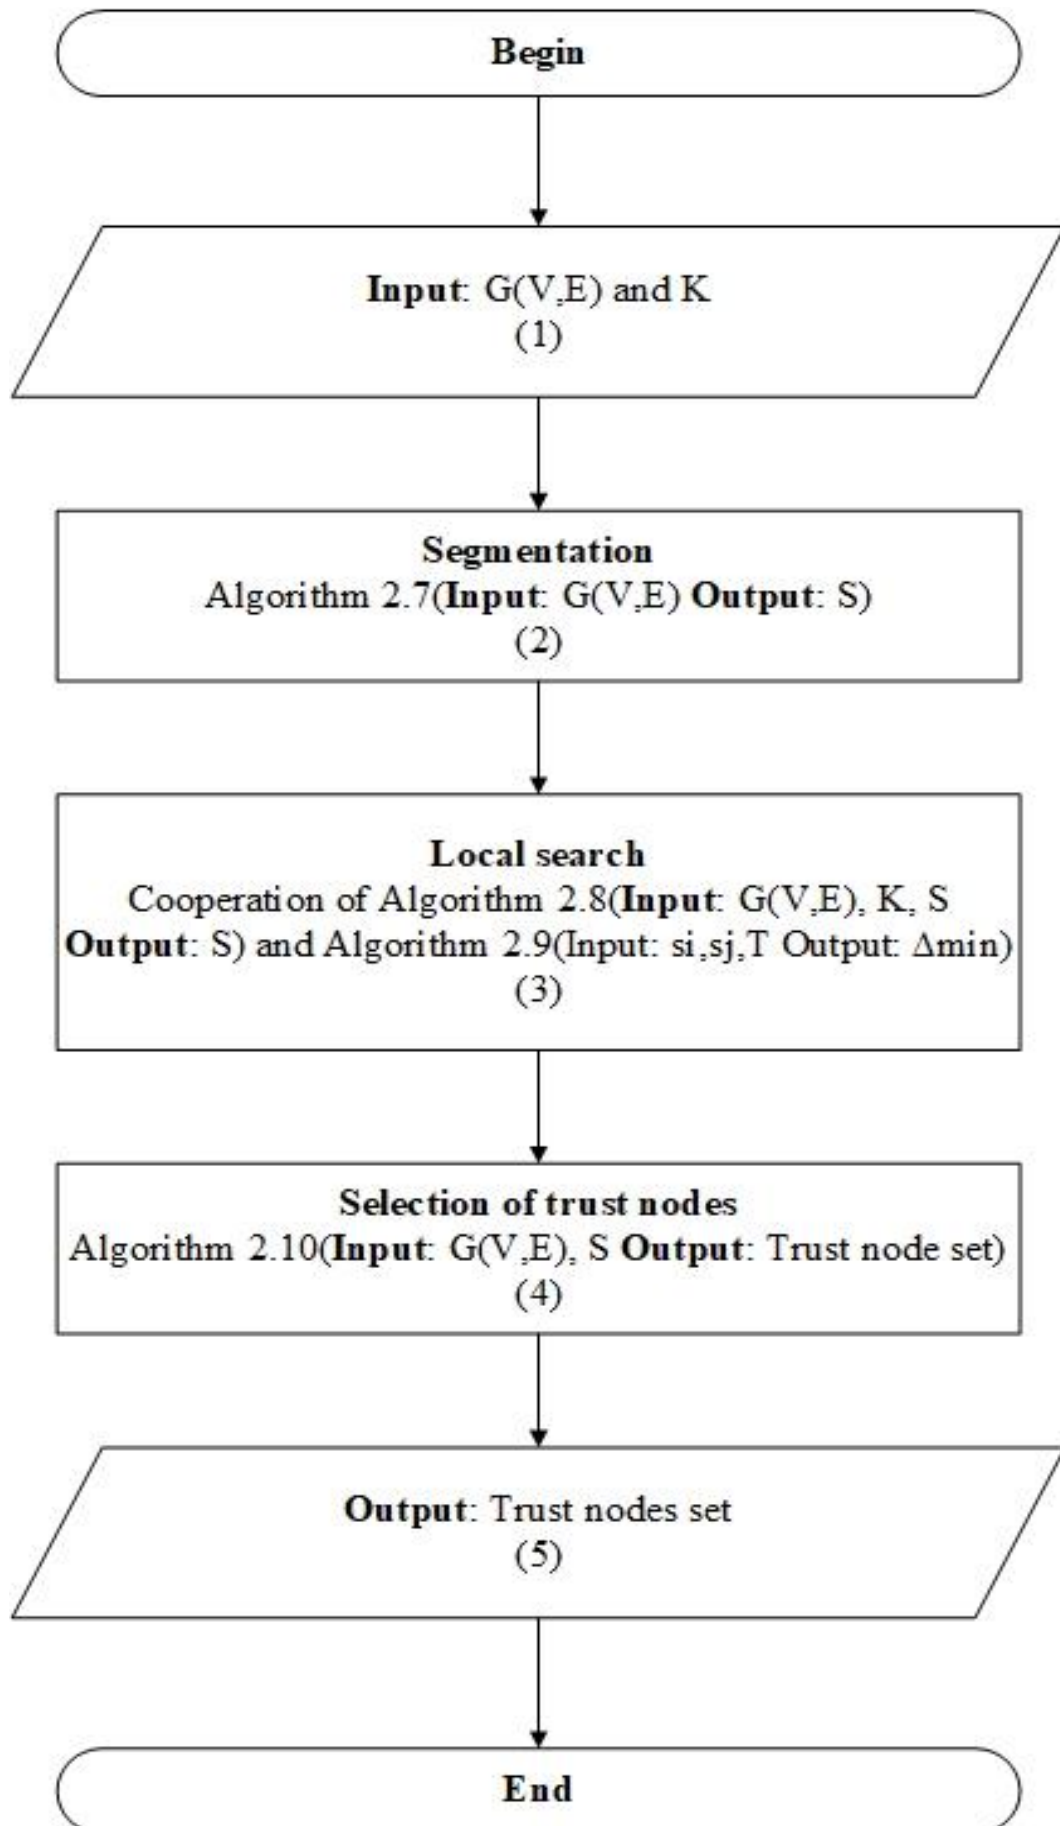 Begin
Input: G(V,E) and K
(1)
Segmentation
Algorithm 2.7(Input: G(V,E) Output: S)
(2)
Local search
Cooperation of Algorithm 2.8(Input: G(V,E), K, S
Output: S) and Algorithm 2.9(Input: si,sj,T Output: Δmin)
(3)
Selection of trust nodes
Algorithm 2.10(Input: G(V,E), S Output: Trust node set)
(4)
Output: Trust nodes set
(5)
End